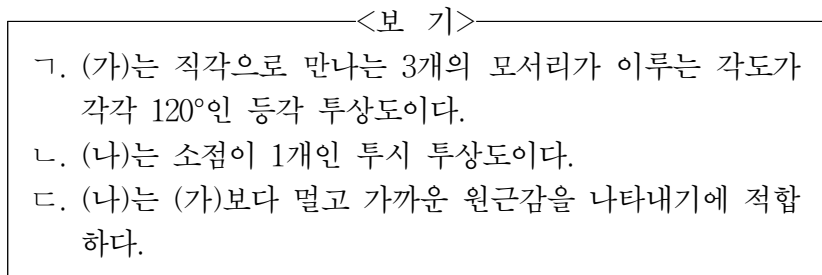 <보 기>
ㄱ. (가)는 직각으로 만나는 3개의 모서리가 이루는 각도가
각각 120°인 등각 투상도이다.
ㄴ. (나)는 소점이 1개인 투시 투상도이다.
ㄷ. (나)는 (가)보다 멀고 가까운 원근감을 나타내기에 적합
하다.